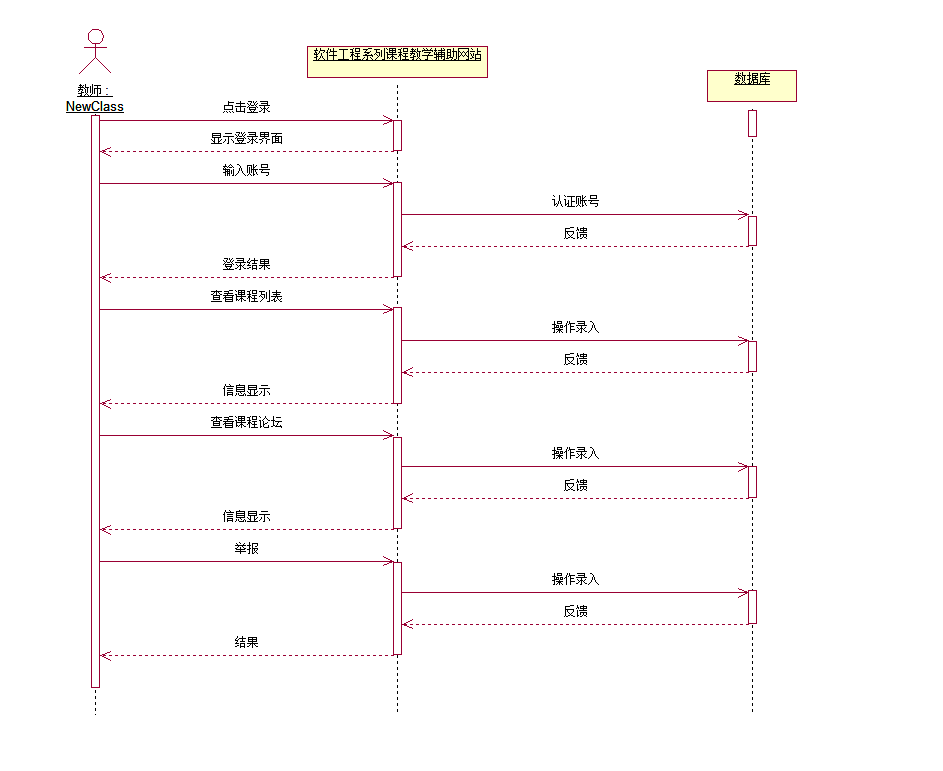 软件工程系列课程教学辅助网站
数据库
教师 :
NewClass
点击登录
显示登录界面
输入账号
认证账号
反馈
登录结果
查看课程列表
操作录入
反馈
信息显示
查看课程论坛
操作录入
反馈
信息显示
举报
操作录入
反馈
结果